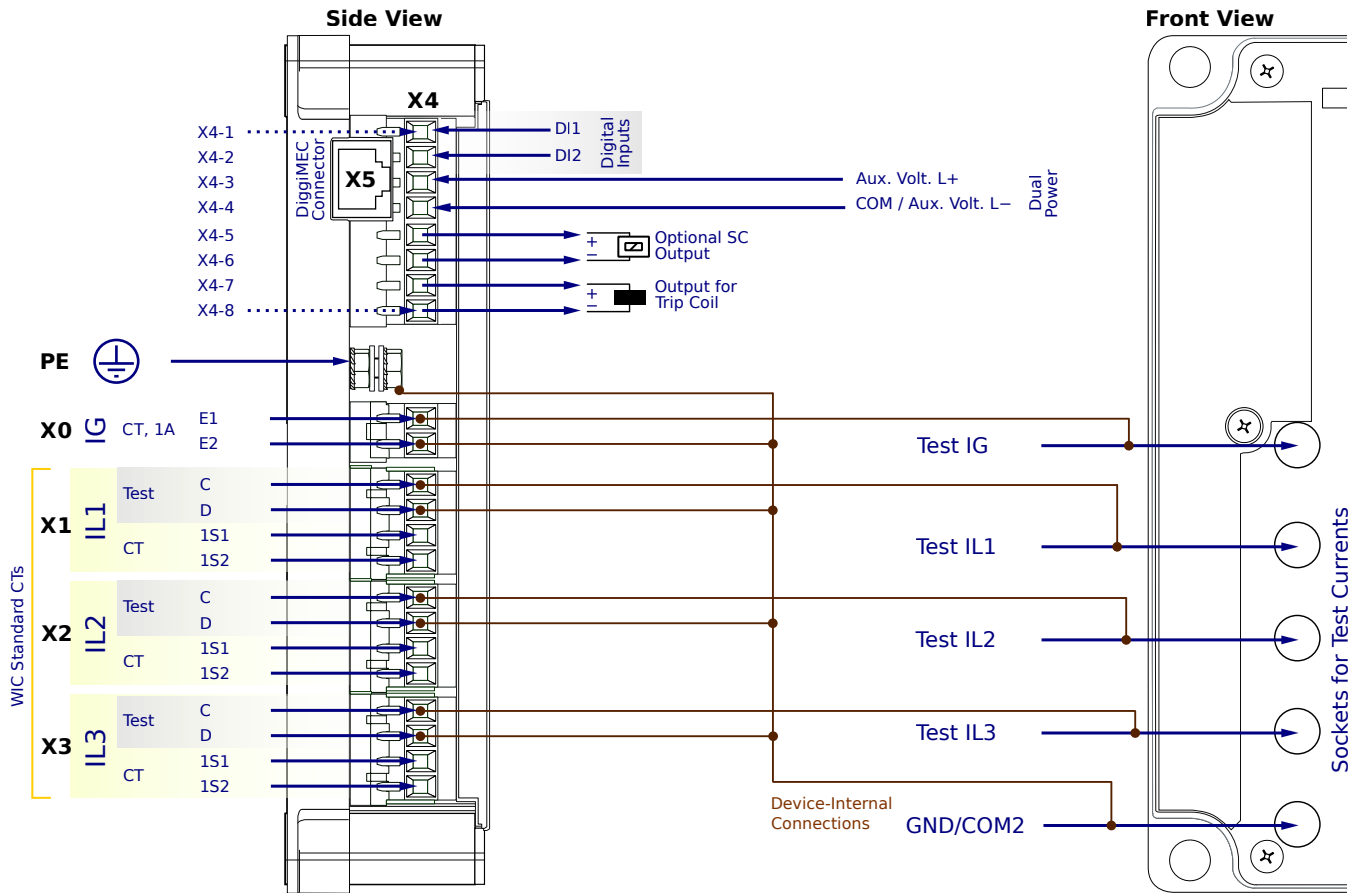 Side View
Front View
X4
X4-1
X4-2
X4-3
X4-4
X4-5
X4-6
X4-7
X4-8
DiggiMEC
Connector
X5
DI1
DI2
Digital
Inputs
Aux. Volt. L+
COM / Aux. Volt. L−
Dual
Power
+
−
Optional SC
Output
+
−
Output for
Trip Coil
PE
X0
IG
CT, 1A
E1
E2
WIC Standard CTs
X1
IL1
Test
C
D
CT
1S1
1S2
X2
IL2
Test
C
D
CT
1S1
1S2
X3
IL3
Test
C
D
CT
1S1
1S2
Device-Internal
Connections
Test IG
Test IL1
Test IL2
Test IL3
GND/COM2
Sockets for Test Currents